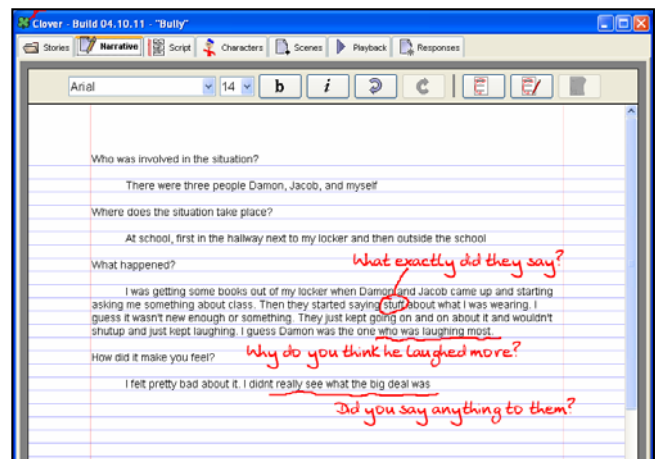 Clover - Build 04.10.11 - "Bully"
Stories Narrative Script Characters Scenes Playback Responses
Arial 14 b i
Who was involved in the situation?
There were three people Damon, Jacob, and myself
Where does the situation take place?
At school, first in the hallway next to my locker and then outside the school
What exactly did they say?
What happened?
I was getting some books out of my locker when Damon and Jacob came up and starting
asking me something about class. Then they started saying stuff about what I was wearing. I
guess it wasn't new enough or something. They just kept going on and on about it and wouldn't
shutup and just kept laughing. I guess Damon was the one who was laughing most.
Why do you think he laughed more?
How did it make you feel?
I felt pretty bad about it. I didnt really see what the big deal was
Did you say anything to them?